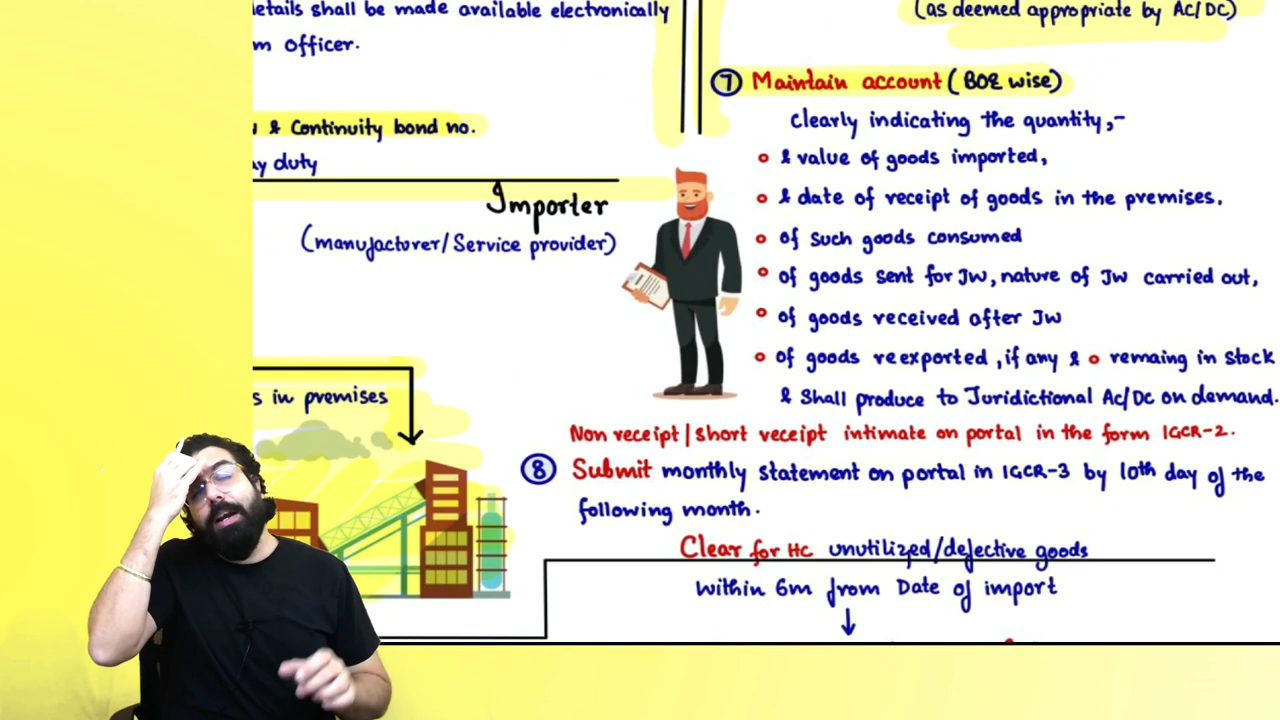 details shall be made available electronically
m officer.
& Continuity bond no.
ay duty
Importer
(manufacturer/Service provider)
s in premises
(as deemed appropriate by AC/DC)
7 Maintain account (BOE wise)
Clearly indicating the quantity,-
& value of goods imported,
& date of receipt of goods in the premises.
of such goods consumed
of goods sent for JW, nature of JW carried out,
of goods received after JW
of goods reexported, if any & remaing in stock
& shall produce to Juridictional AC/DC on demand.
Non receipt/short receipt intimate on portal in the form IGCR-2.
8 Submit monthly statement on portal in IGCR-3 by 10th day of the
following month.
Clear for HC unutilized/defective goods
within 6m from Date of import